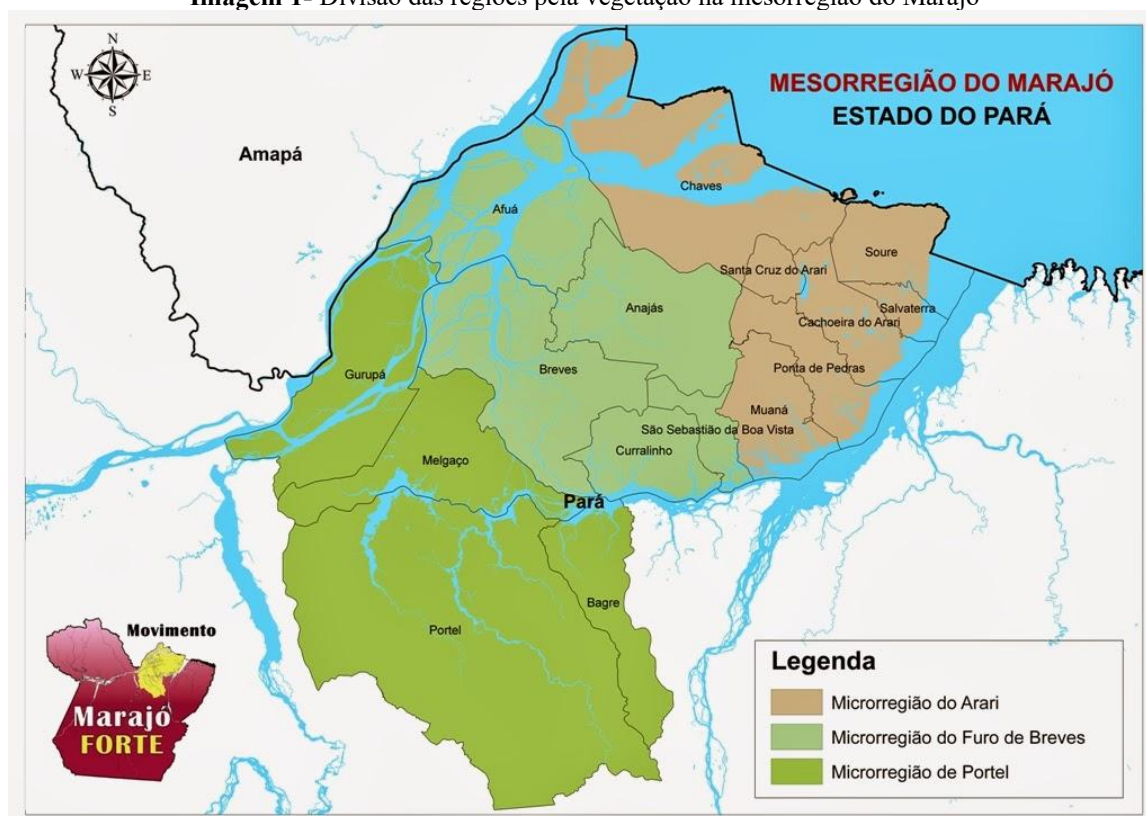 Imagem 1- Divisão das regiões pela vegetação na mesorregião do Marajó
N
W
E
S
MESORREGIÃO DO MARAJÓ
ESTADO DO PARÁ
Amapá
Chaves
Afuá
Soure
Santa Cruz do Arari
Anajás
Salvaterra
Cachoeira do Arari
Gurupá
Breves
Ponta de Pedras
Muaná
São Sebastião da Boa Vista
Curralinho
Melgaço
Pará
Bagre
Portel
Movimento
Marajó
FORTE
Legenda
Microrregião do Arari
Microrregião do Furo de Breves
Microrregião de Portel